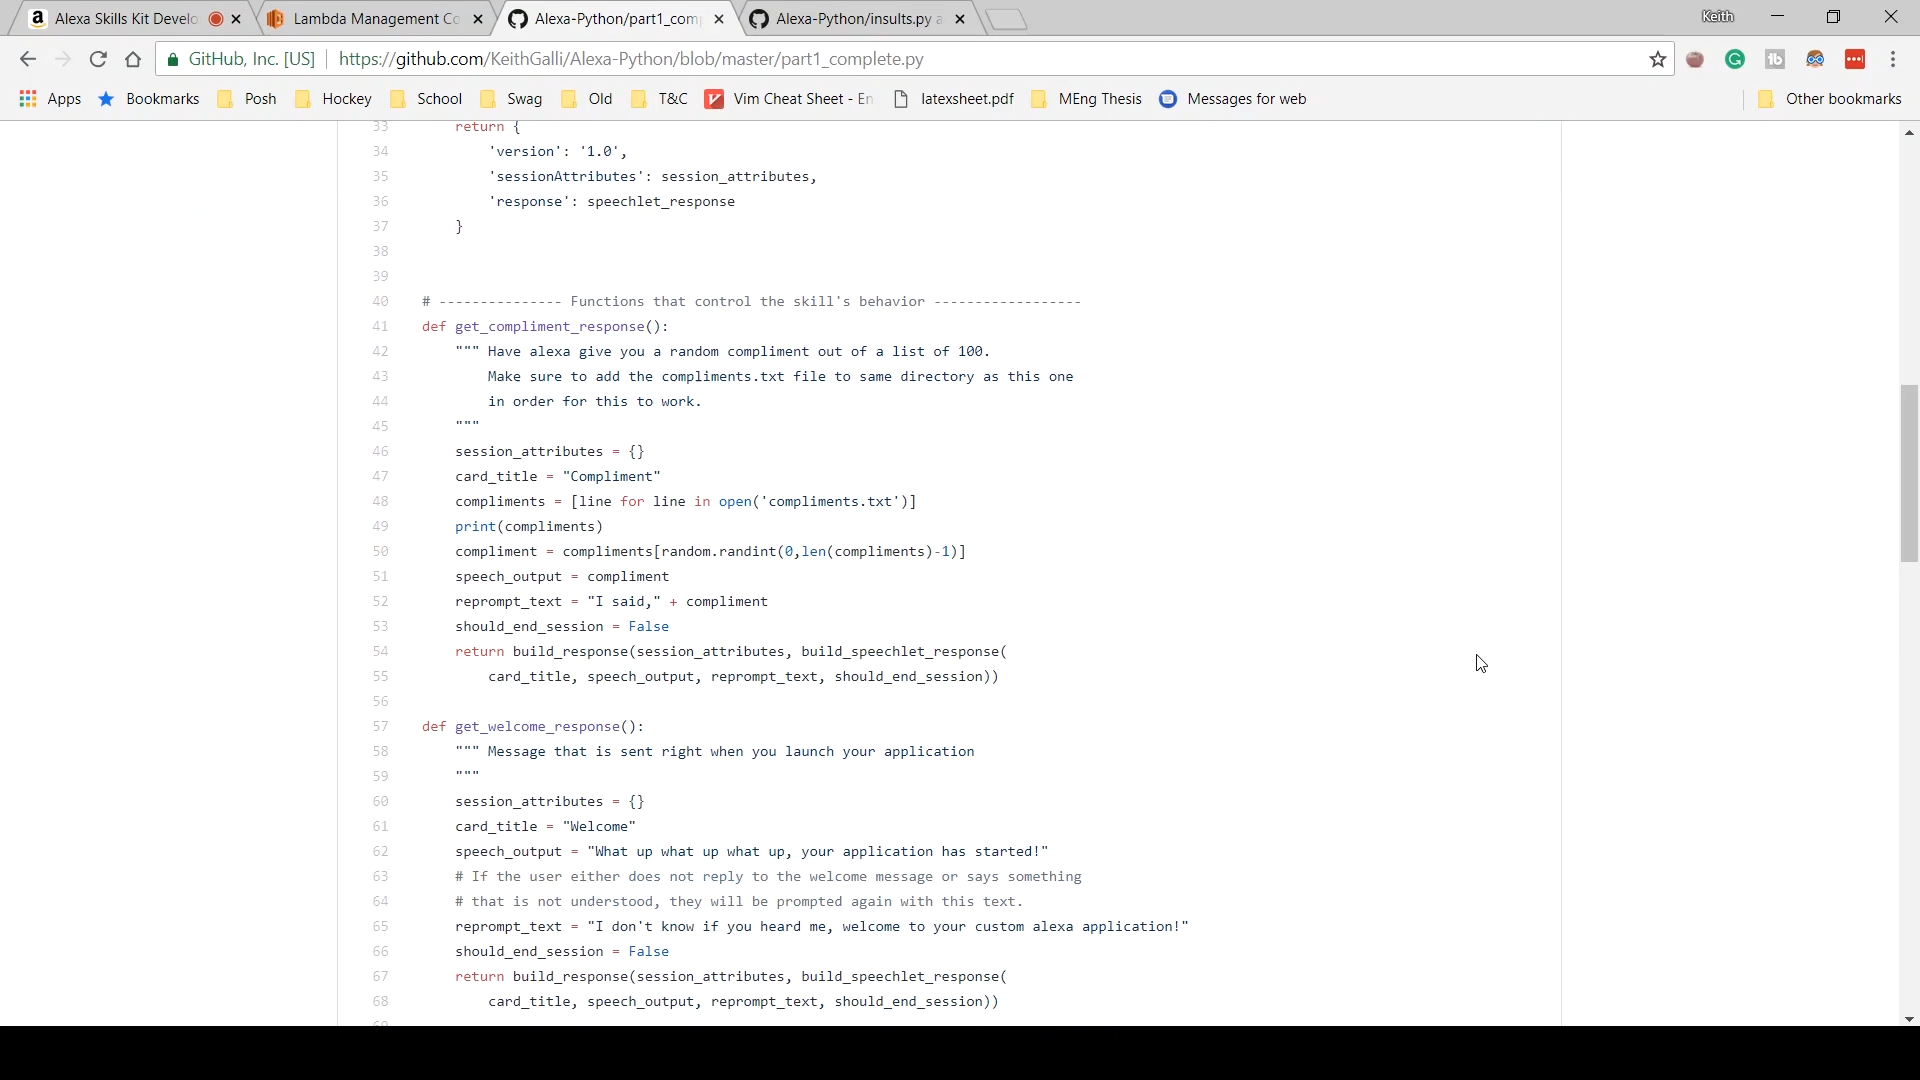 Alexa Skills Kit Develo
Lambda Management Co
Alexa-Python/part1_com
Alexa-Python/insults.py a
Keith
GitHub, Inc. [US]
https://github.com/KeithGalli/Alexa-Python/blob/master/part1_complete.py
Apps
Bookmarks
Posh
Hockey
School
Swag
Old
T&C
Vim Cheat Sheet - En
latexsheet.pdf
MEng Thesis
Messages for web
Other bookmarks
33 return {
34 'version': '1.0',
35 'sessionAttributes': session_attributes,
36 'response': speechlet_response
37 }
38
39
40 # --------------- Functions that control the skill's behavior ------------------
41 def get_compliment_response():
42 """ Have alexa give you a random compliment out of a list of 100.
43 Make sure to add the compliments.txt file to same directory as this one
44 in order for this to work.
45 """
46 session_attributes = {}
47 card_title = "Compliment"
48 compliments = [line for line in open('compliments.txt')]
49 print(compliments)
50 compliment = compliments[random.randint(0,len(compliments)-1)]
51 speech_output = compliment
52 reprompt_text = "I said," + compliment
53 should_end_session = False
54 return build_response(session_attributes, build_speechlet_response(
55 card_title, speech_output, reprompt_text, should_end_session))
56
57 def get_welcome_response():
58 """ Message that is sent right when you launch your application
59 """
60 session_attributes = {}
61 card_title = "Welcome"
62 speech_output = "What up what up what up, your application has started!"
63 # If the user either does not reply to the welcome message or says something
64 # that is not understood, they will be prompted again with this text.
65 reprompt_text = "I don't know if you heard me, welcome to your custom alexa application!"
66 should_end_session = False
67 return build_response(session_attributes, build_speechlet_response(
68 card_title, speech_output, reprompt_text, should_end_session))